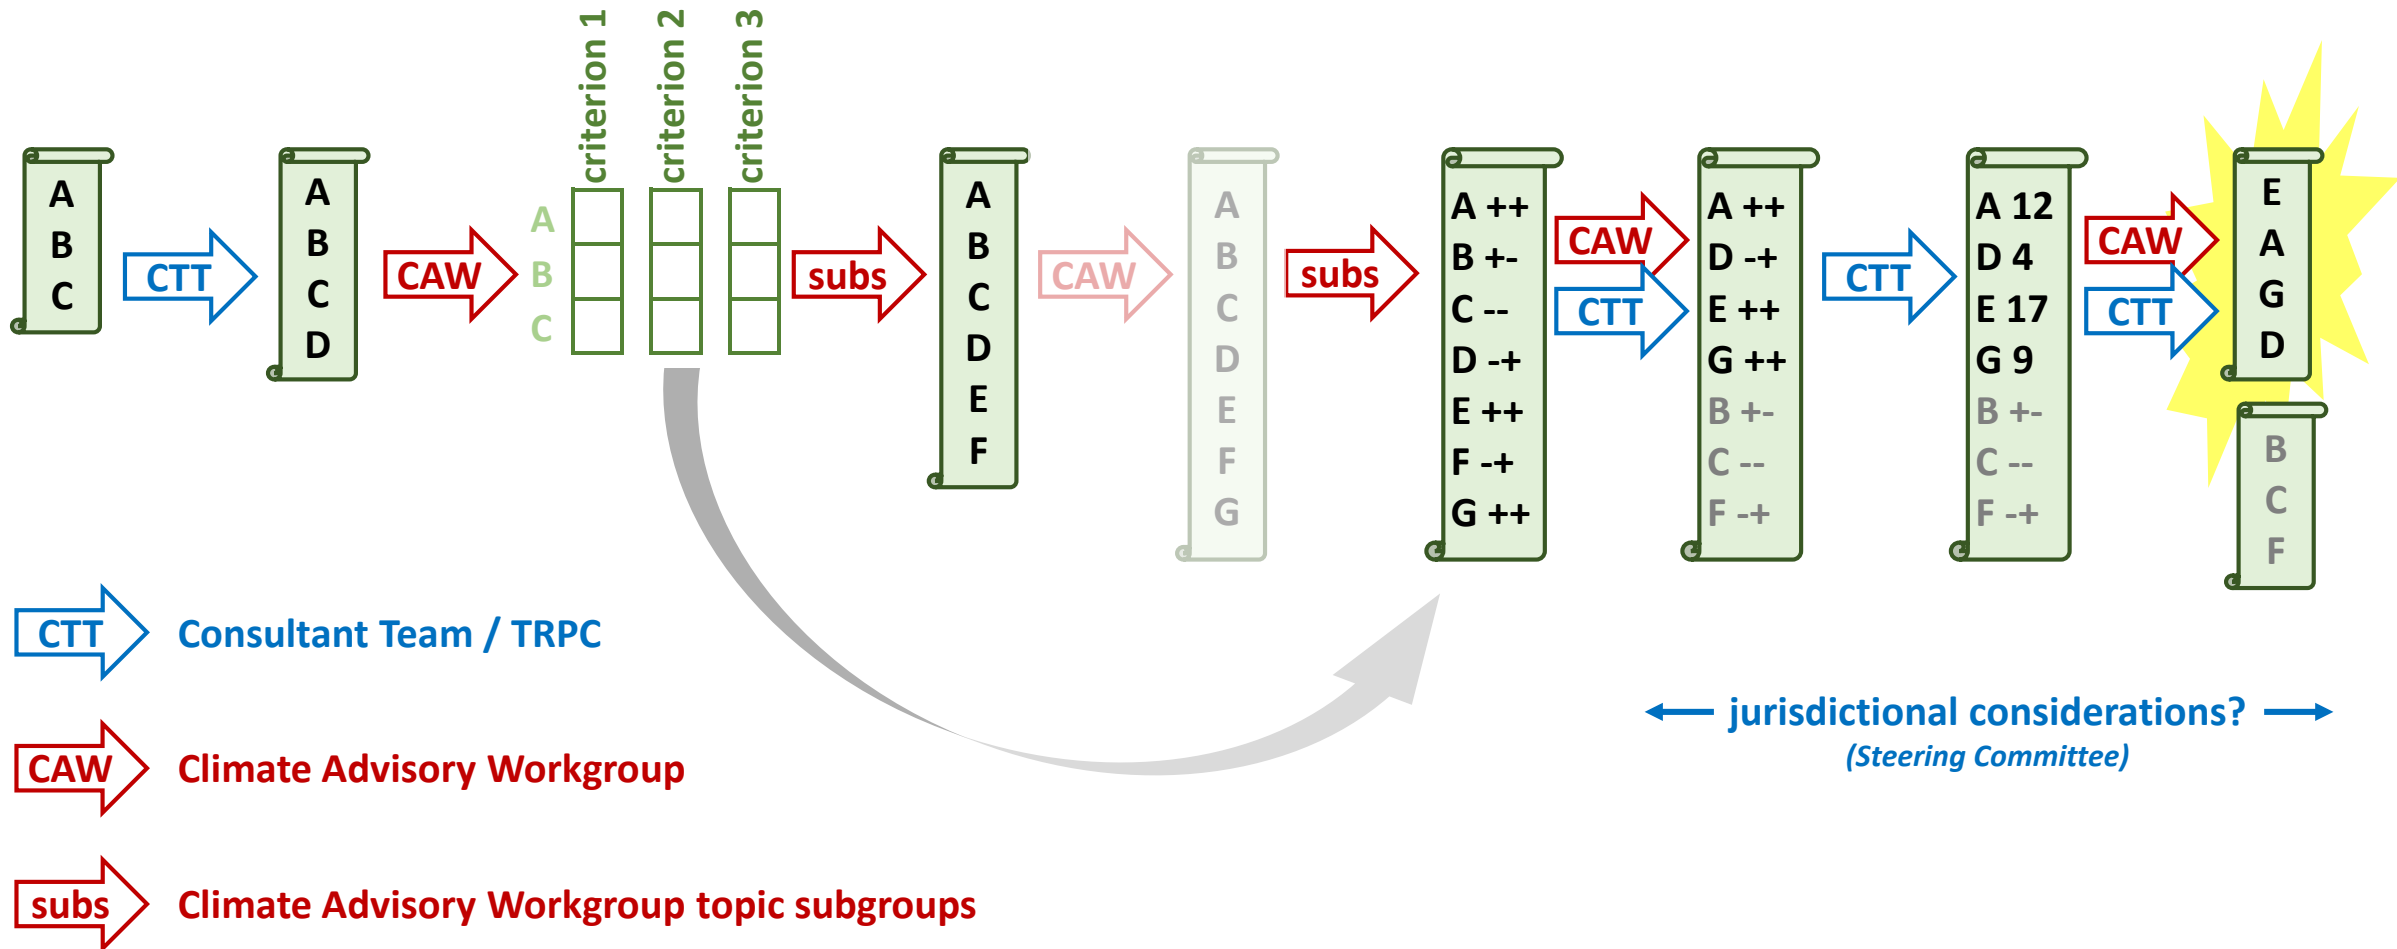 A
B
C
CTT
A
B
C
D
CAW
criterion 1
criterion 2
criterion 3
A
B
C
subs
A
B
C
D
E
F
CAW
A
B
C
D
E
F
G
subs
A ++
B +-
C --
D -+
E ++
F -+
G ++
CAW
CTT
A ++
D -+
E ++
G ++
B +-
C --
F -+
CTT
A 12
D 4
E 17
G 9
B +-
C --
F -+
CAW
CTT
E
A
G
D
B
C
F
CTT Consultant Team / TRPC
CAW Climate Advisory Workgroup
subs Climate Advisory Workgroup topic subgroups
jurisdictional considerations?
(Steering Committee)